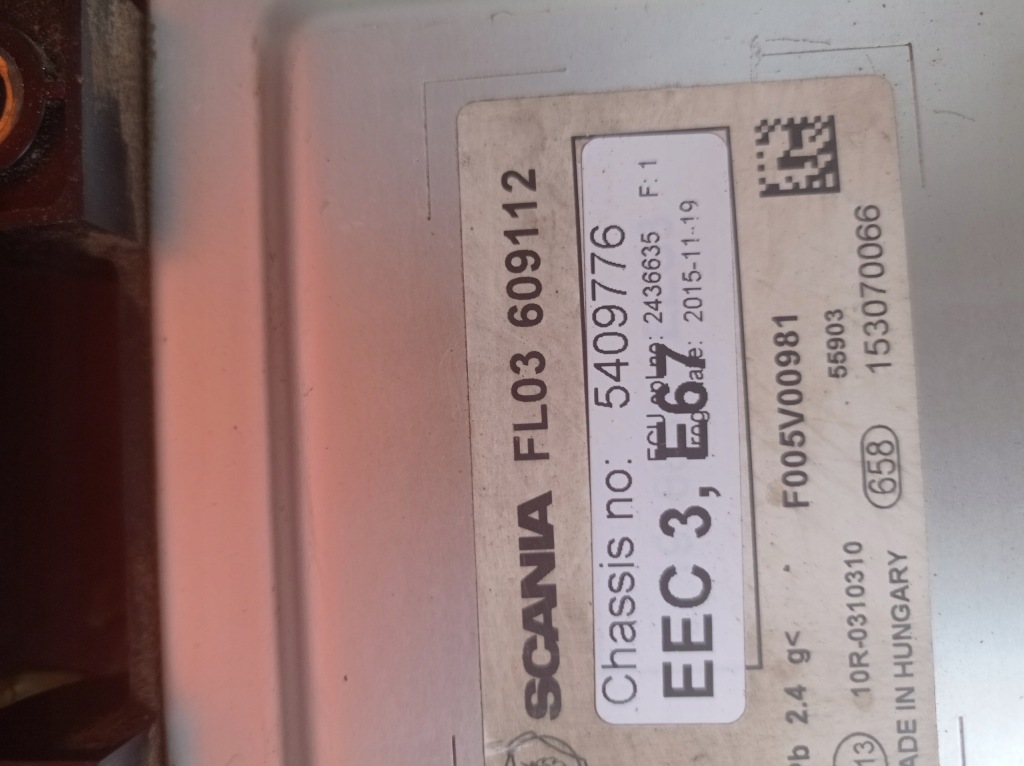 SCANIA FL03 609112
Chassis no: 5409776
ECU no: 2436635 F: 1
EEC 3, E67
2015-11-19
Pb 2.4 g<
F005V00981
55903
10R-0310310
658
153070066
13
ADE IN HUNGARY